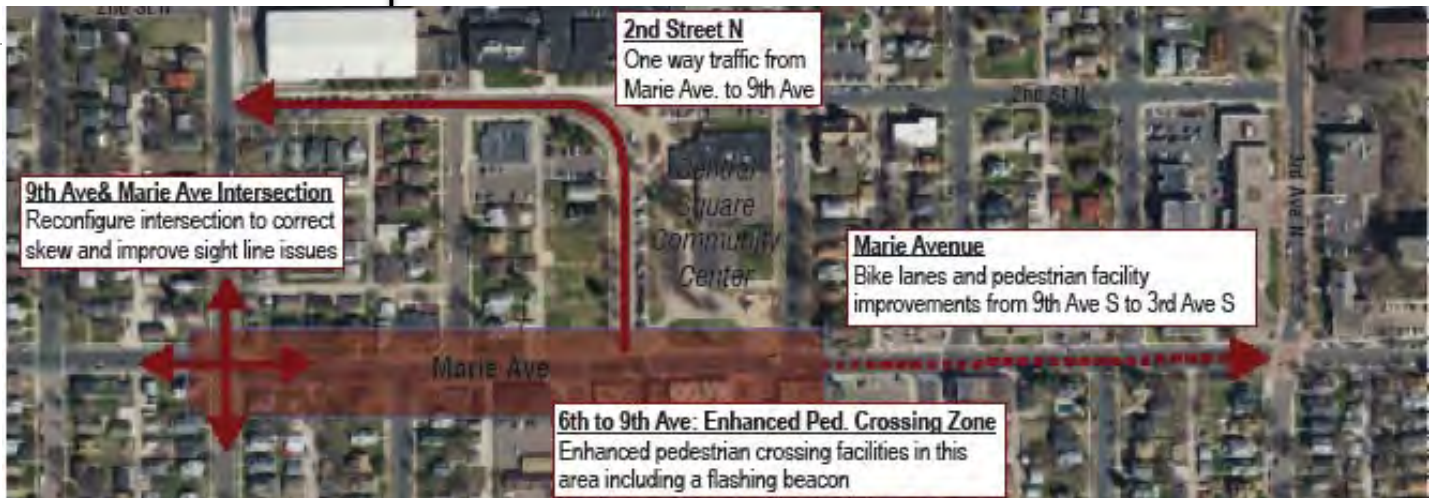 2nd St N
2nd Street N
One way traffic from
Marie Ave. to 9th Ave
2nd St N
9th Ave& Marie Ave Intersection
Reconfigure intersection to correct
skew and improve sight line issues
Central
Square
Community
Center
3rd Ave N
Marie Avenue
Bike lanes and pedestrian facility
improvements from 9th Ave S to 3rd Ave S
Marie Ave
6th to 9th Ave: Enhanced Ped. Crossing Zone
Enhanced pedestrian crossing facilities in this
area including a flashing beacon